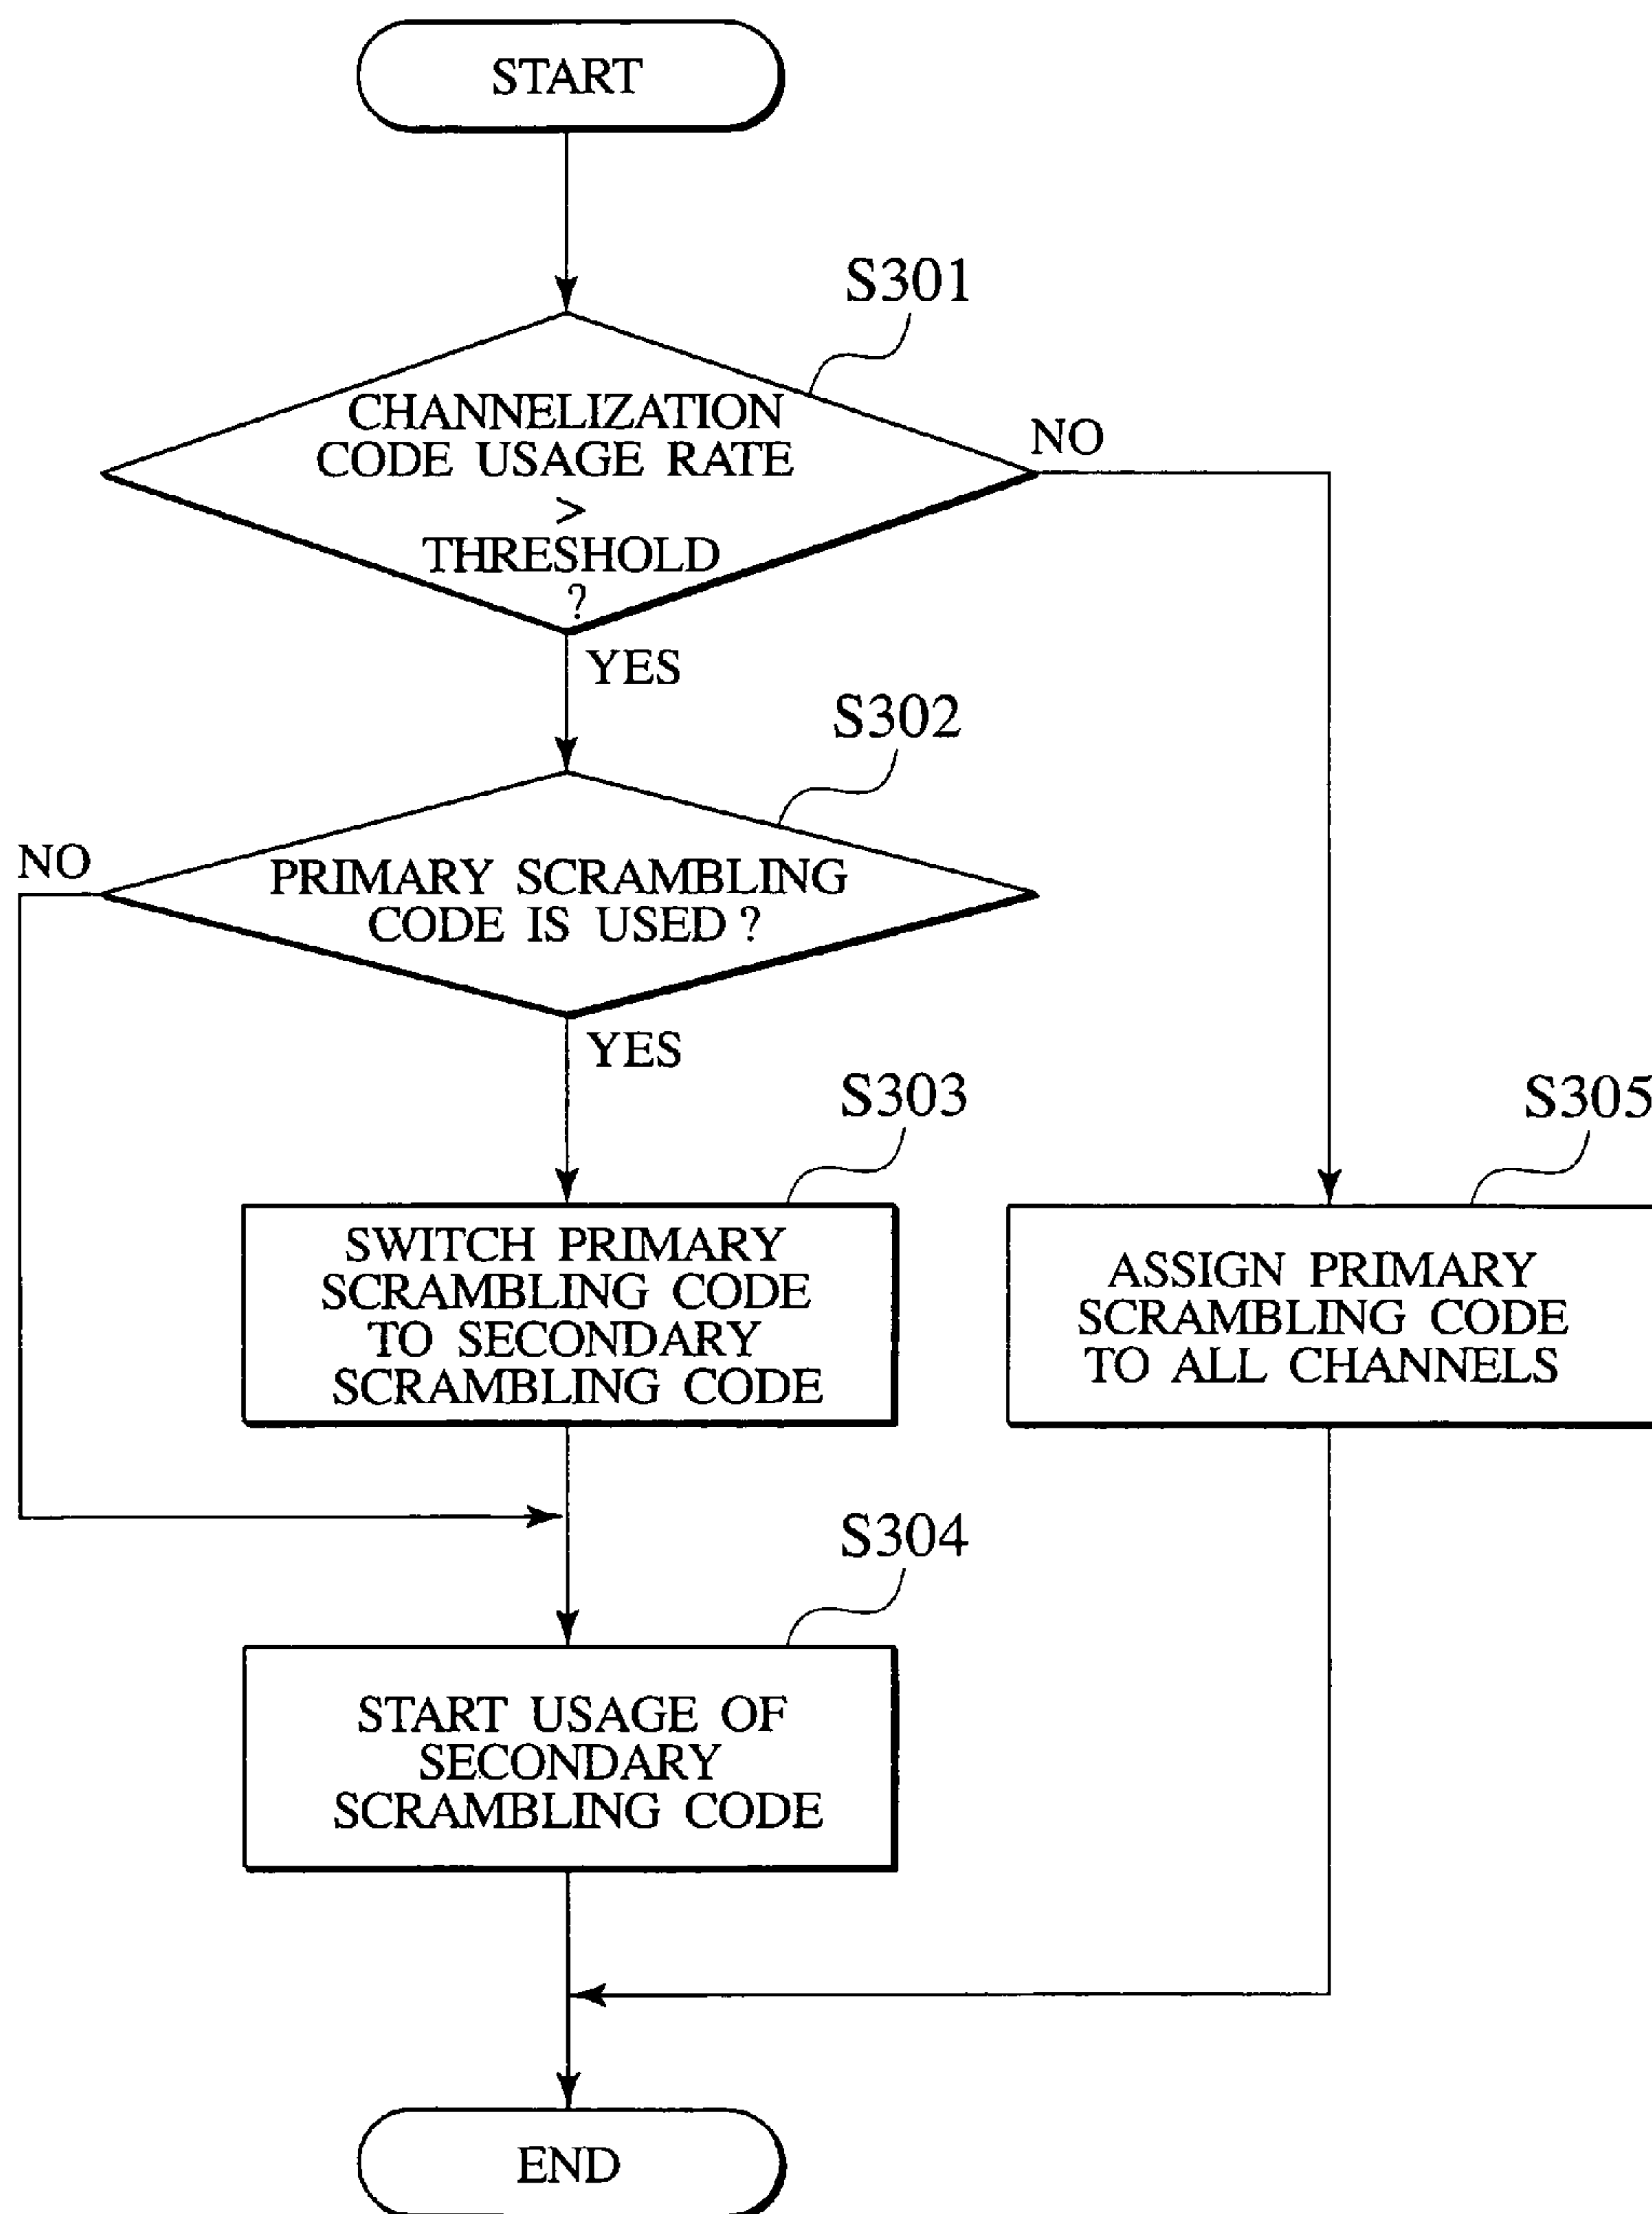 START
S301
CHANNELIZATION
CODE USAGE RATE
>
THRESHOLD
?
NO
YES
S302
NO
PRIMARY SCRAMBLING
CODE IS USED ?
YES
S303
SWITCH PRIMARY
SCRAMBLING CODE
TO SECONDARY
SCRAMBLING CODE
S305
ASSIGN PRIMARY
SCRAMBLING CODE
TO ALL CHANNELS
S304
START USAGE OF
SECONDARY
SCRAMBLING CODE
END